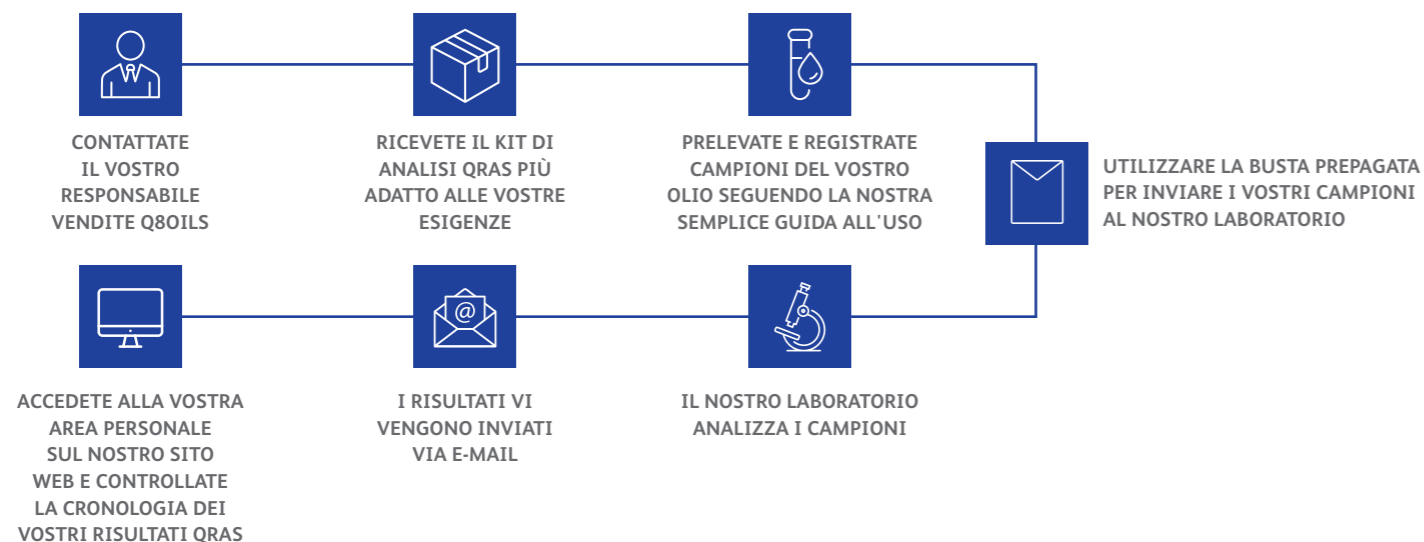 CONTATTATE
IL VOSTRO
RESPONSABILE
VENDITE Q8OILS
RICEVETE IL KIT DI
ANALISI QRAS PIÙ
ADATTO ALLE VOSTRE
ESIGENZE
PRELEVATE E REGISTRATE
CAMPIONI DEL VOSTRO
OLIO SEGUENDO LA NOSTRA
SEMPLICE GUIDA ALL'USO
UTILIZZARE LA BUSTA PREPAGATA
PER INVIARE I VOSTRI CAMPIONI
AL NOSTRO LABORATORIO
@
IL NOSTRO LABORATORIO
ANALIZZA I CAMPIONI
I RISULTATI VI
VENGONO INVIATI
VIA E-MAIL
ACCEDETE ALLA VOSTRA
AREA PERSONALE
SUL NOSTRO SITO
WEB E CONTROLLATE
LA CRONOLOGIA DEI
VOSTRI RISULTATI QRAS